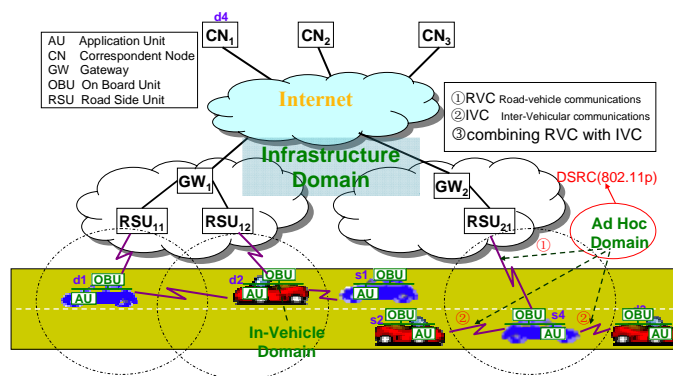 d4
CN1
CN2
CN3
AU Application Unit
CN Correspondent Node
GW Gateway
OBU On Board Unit
RSU Road Side Unit
Internet
①RVC Road-vehicle communications
②IVC Inter-Vehicular communications
③combining RVC with IVC
Infrastructure
Domain
GW1
GW2
DSRC(802.11p)
RSU11
RSU12
RSU21
Ad Hoc
Domain
①
d1
OBU
AU
d2
OBU
AU
s1
OBU
AU
s2
OBU
AU
②
OBU
s4
AU
②
OBU
AU
In-Vehicle
Domain